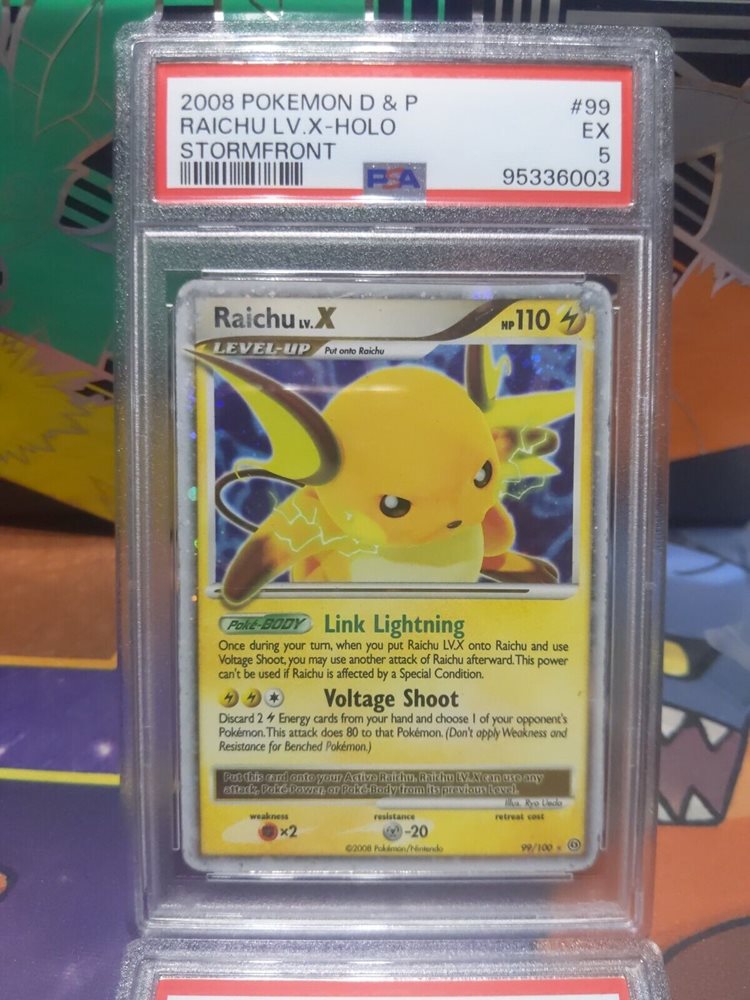 2008 POKEMON D & P #99
RAICHU LV.X-HOLO EX
STORMFRONT 5
PSA 95336003
Raichu LV.X HP 110
LEVEL-UP Put onto Raichu
Poké-BODY Link Lightning
Once during your turn, when you put Raichu LV.X onto Raichu and use
Voltage Shoot, you may use another attack of Raichu afterward. This power
can't be used if Raichu is affected by a Special Condition.
Voltage Shoot
Discard 2 Energy cards from your hand and choose 1 of your opponent's
Pokémon. This attack does 80 to that Pokémon. (Don't apply Weakness and
Resistance for Benched Pokémon.)
Put this card onto your Active Raichu. Raichu LV.X can use any
attack, Poké-Power, or Poké-Body from its previous Level.
Illus. Ryo Ueda
weakness resistance retreat cost
×2 -20
©2008 Pokémon/Nintendo 99/100